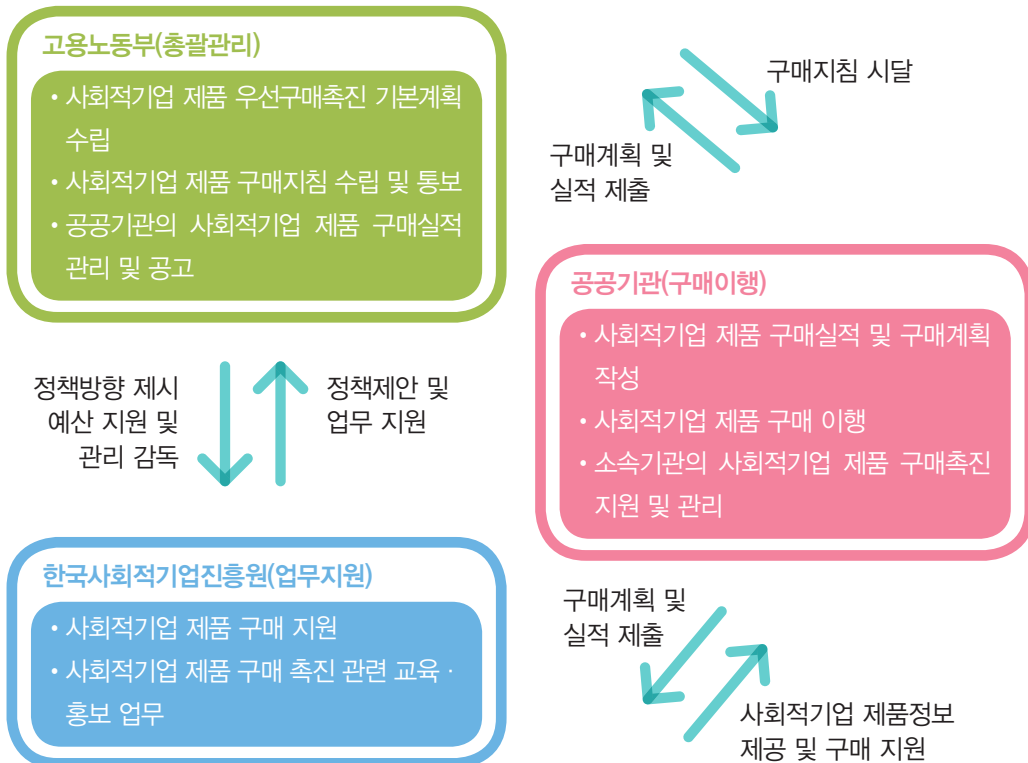 고용노동부(총괄관리)
• 사회적기업 제품 우선구매촉진 기본계획
수립
• 사회적기업 제품 구매지침 수립 및 통보
• 공공기관의 사회적기업 제품 구매실적
관리 및 공고
구매지침 시달
구매계획 및
실적 제출
공공기관(구매이행)
• 사회적기업 제품 구매실적 및 구매계획
작성
• 사회적기업 제품 구매 이행
• 소속기관의 사회적기업 제품 구매촉진
지원 및 관리
정책방향 제시
예산 지원 및
관리 감독
정책제안 및
업무 지원
한국사회적기업진흥원(업무지원)
• 사회적기업 제품 구매 지원
• 사회적기업 제품 구매 촉진 관련 교육 ·
홍보 업무
구매계획 및
실적 제출
사회적기업 제품정보
제공 및 구매 지원